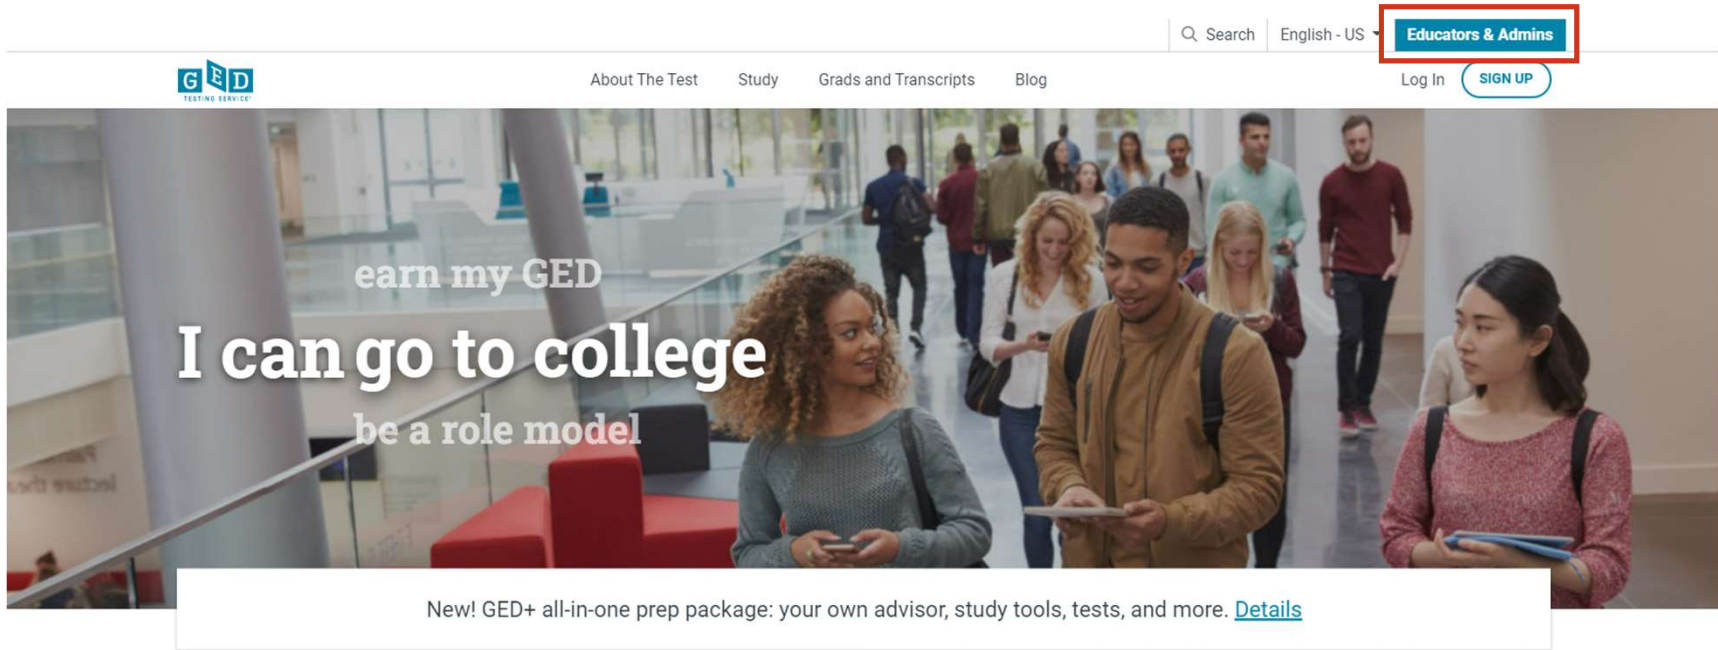 Search
English - US
Educators & Admins
GED
TESTING SERVICE
About The Test
Study
Grads and Transcripts
Blog
Log In
SIGN UP
earn my GED
I can go to college
be a role model
New! GED+ all-in-one prep package: your own advisor, study tools, tests, and more. Details